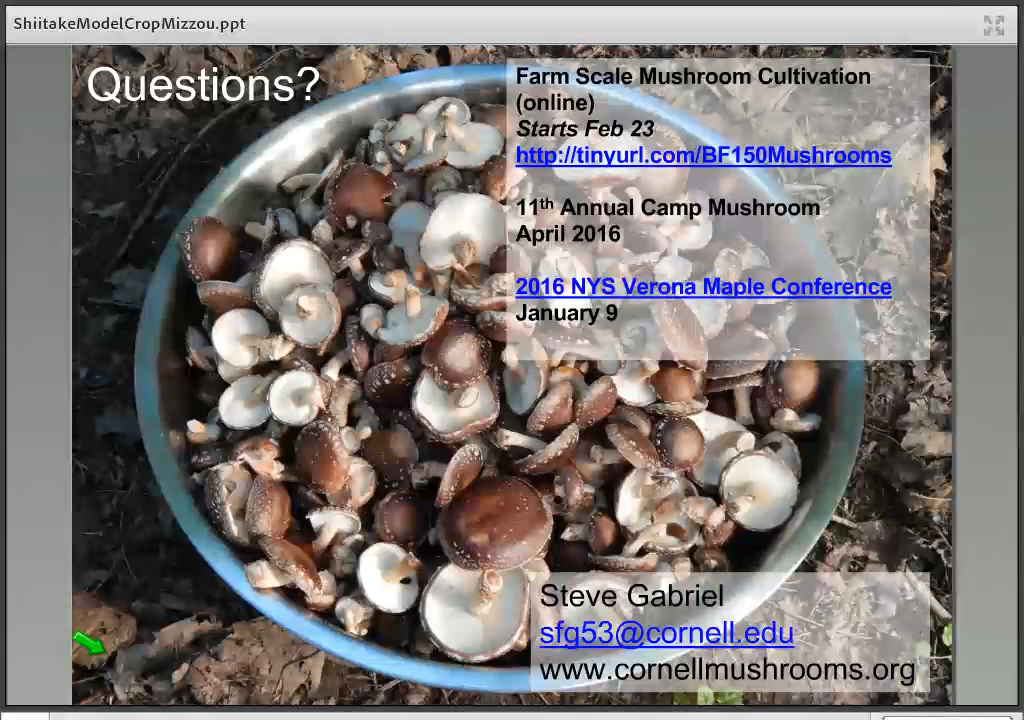 ShiitakeModelCropMizzou.ppt
Questions?
Farm Scale Mushroom Cultivation
(online)
Starts Feb 23
http://tinyurl.com/BF150Mushrooms
11th Annual Camp Mushroom
April 2016
2016 NYS Verona Maple Conference
January 9
Steve Gabriel
sfg53@cornell.edu
www.cornellmushrooms.org